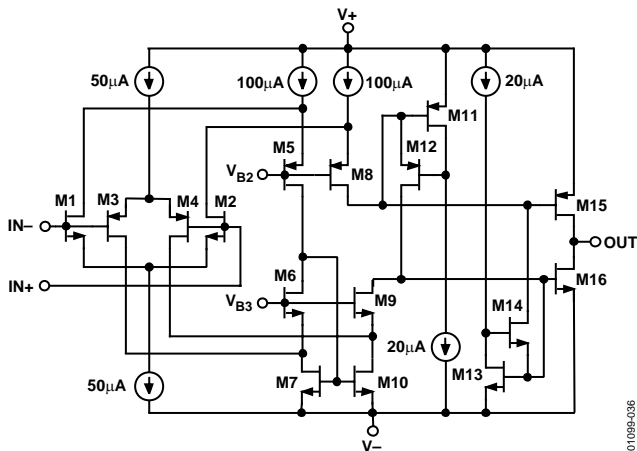 V+
50µA
100µA
100µA
20µA
M11
M5
M12
VB2
M8
M1
M3
M4
M2
M15
IN–
OUT
IN+
M6
M16
VB3
M9
M14
20µA
50µA
M7
M10
M13
V–
01099-036